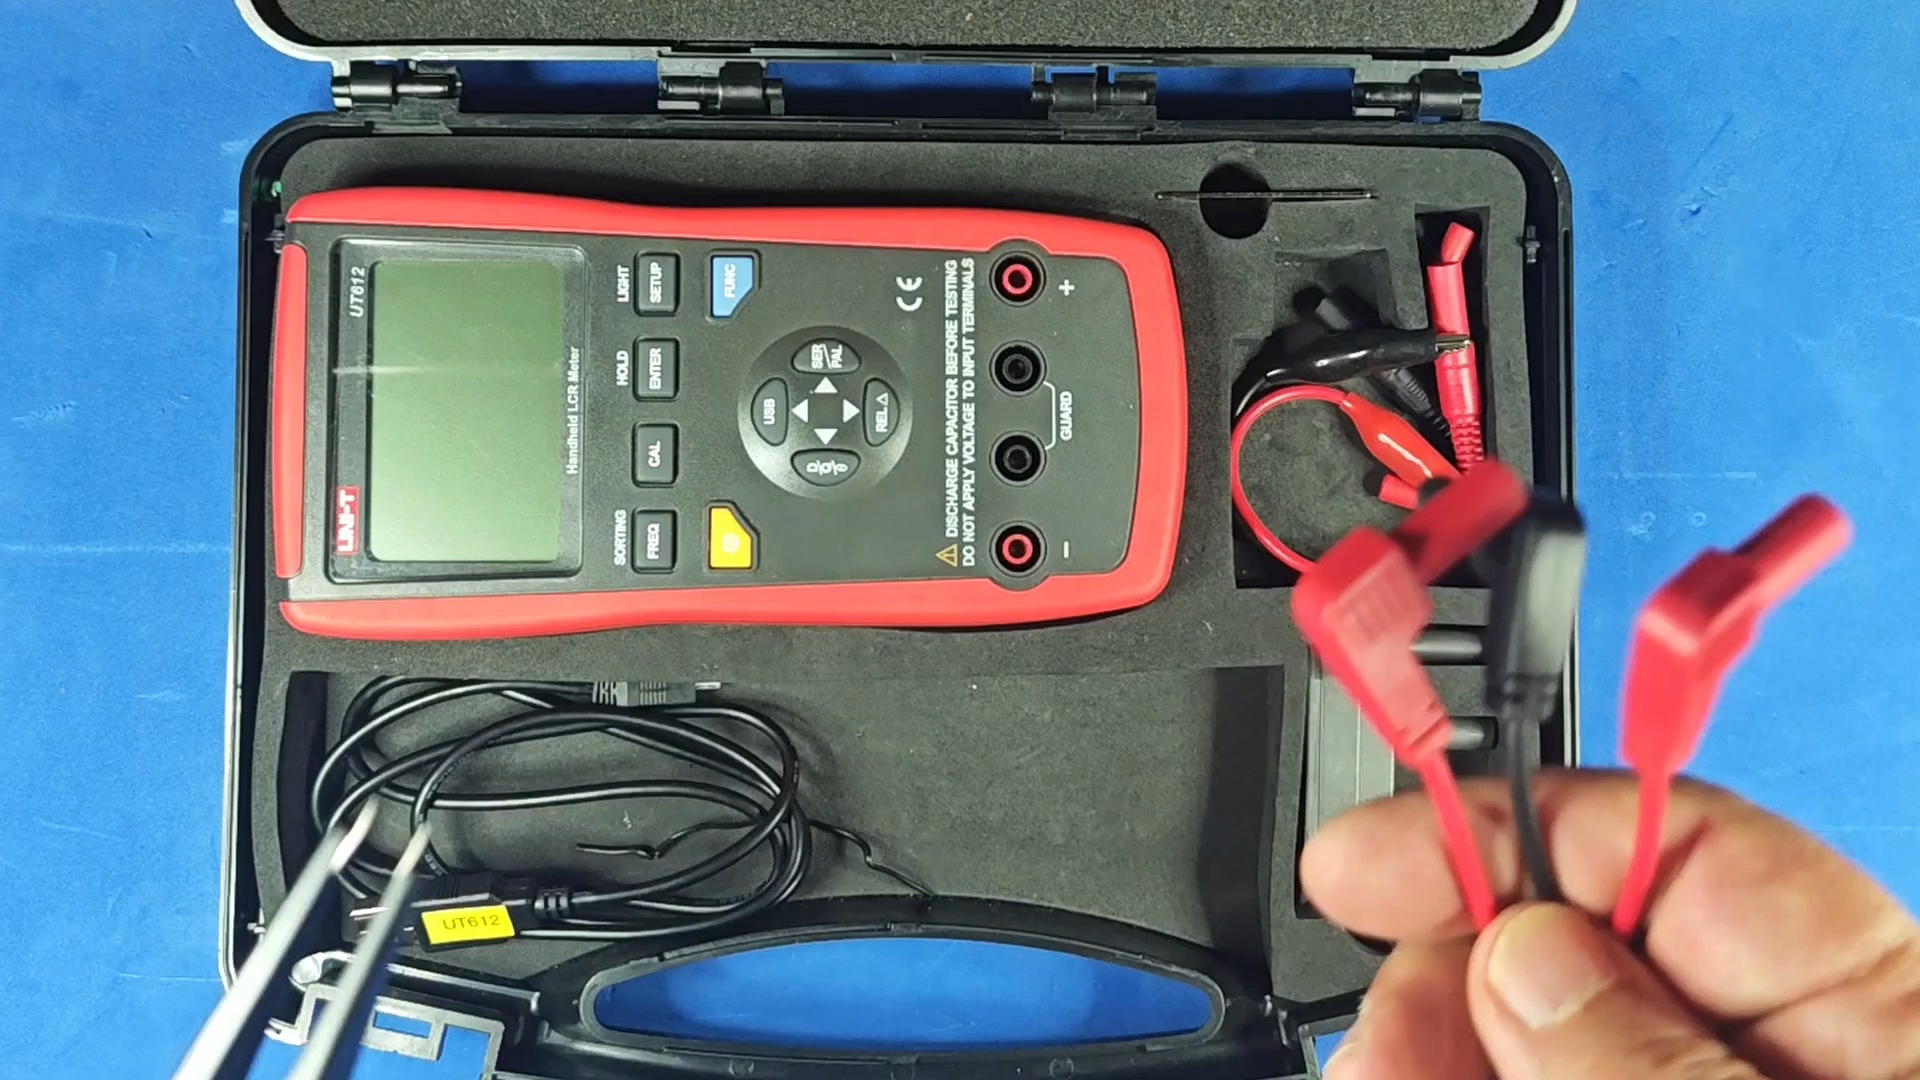 UNI-T
UT612
Handheld LCR Meter
SORTING
HOLD
LIGHT
FREQ
CAL
ENTER
SETUP
FUNC
USB
SER
PAL
REL△
D
Q
θ
CE
⚠ DISCHARGE CAPACITOR BEFORE TESTING
DO NOT APPLY VOLTAGE TO INPUT TERMINALS
+
GUARD
−
UT612